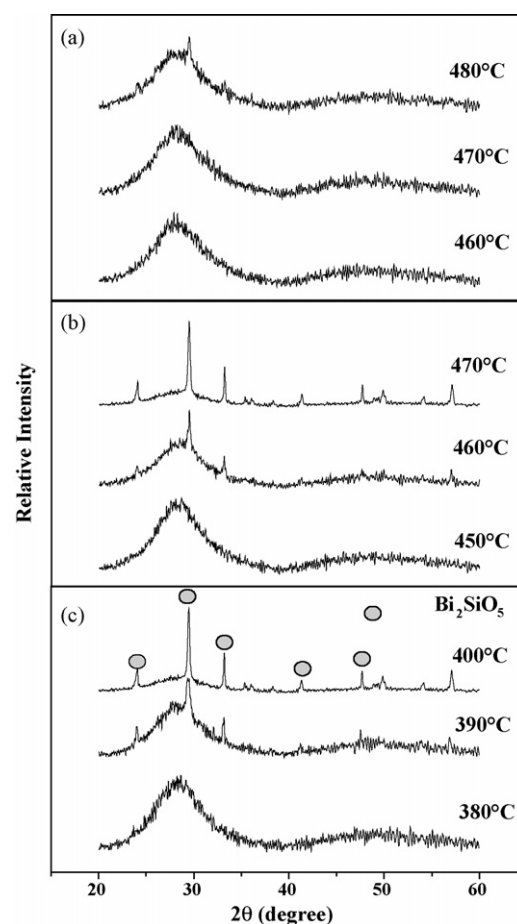 (a)
480°C
470°C
460°C
(b)
470°C
460°C
450°C
Relative Intensity
(c)
Bi₂SiO₅
400°C
390°C
380°C
20 30 40 50 60
2θ (degree)